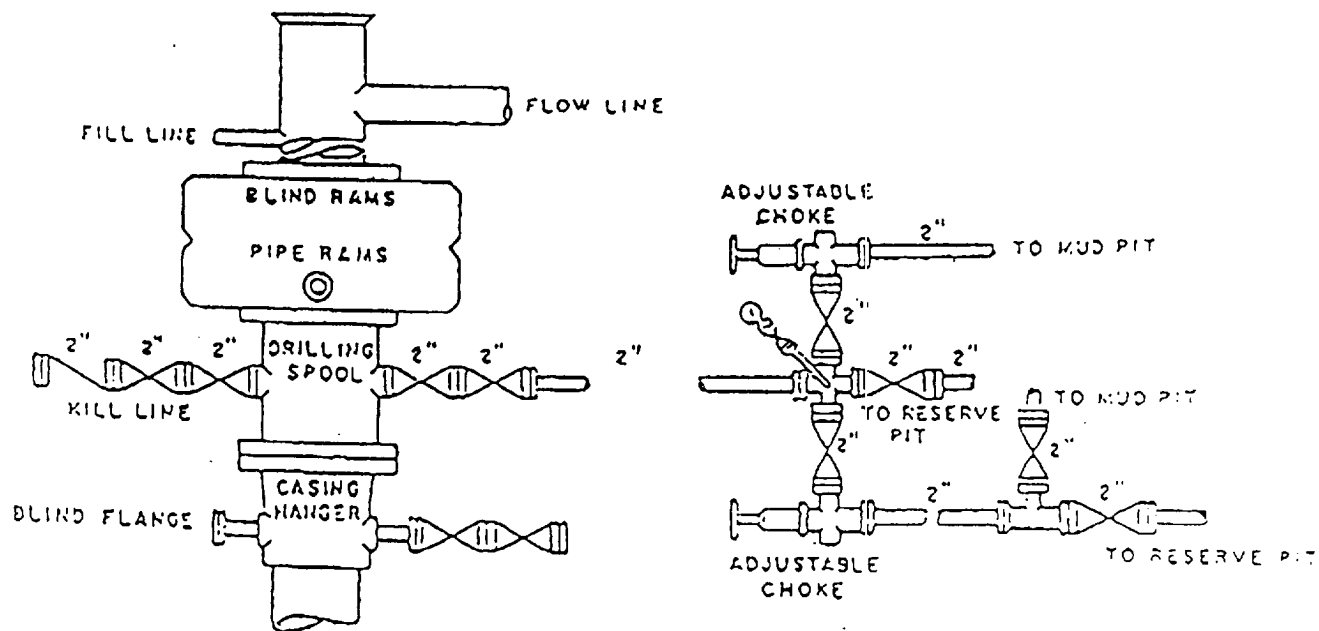 FLOW LINE
FILL LINE
BLIND RAMS
PIPE RAMS
2" 2" 2" DRILLING SPOOL 2" 2" 2"
KILL LINE
CASING
HANGER
BLIND FLANGE
ADJUSTABLE
CHOKE
2"
TO MUD PIT
2"
2" 2"
TO RESERVE
PIT
TO MUD PIT
2"
2"
2"
2"
TO RESERVE PIT
ADJUSTABLE
CHOKE